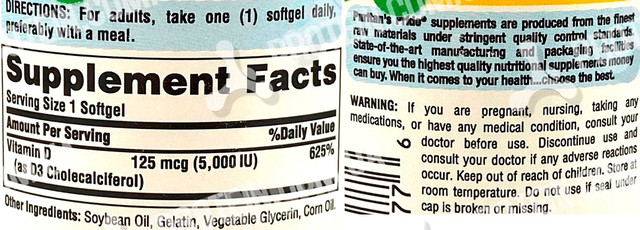 DIRECTIONS: For adults, take one (1) softgel daily,
preferably with a meal.
Supplement Facts
Serving Size 1 Softgel
Amount Per Serving %Daily Value
Vitamin D 125 mcg (5,000 IU) 625%
(as D3 Cholecalciferol)
Other Ingredients: Soybean Oil, Gelatin, Vegetable Glycerin, Corn Oil.
Puritan's Pride® supplements are produced from the finest
raw materials under stringent quality control standards.
State-of-the-art manufacturing and packaging facilities
ensure you the highest quality nutritional supplements money
can buy. When it comes to your health...choose the best.
WARNING: If you are pregnant, nursing, taking any
medications, or have any medical condition, consult your
doctor before use. Discontinue use and
consult your doctor if any adverse reactions
occur. Keep out of reach of children. Store at
room temperature. Do not use if seal under
cap is broken or missing.
77 6